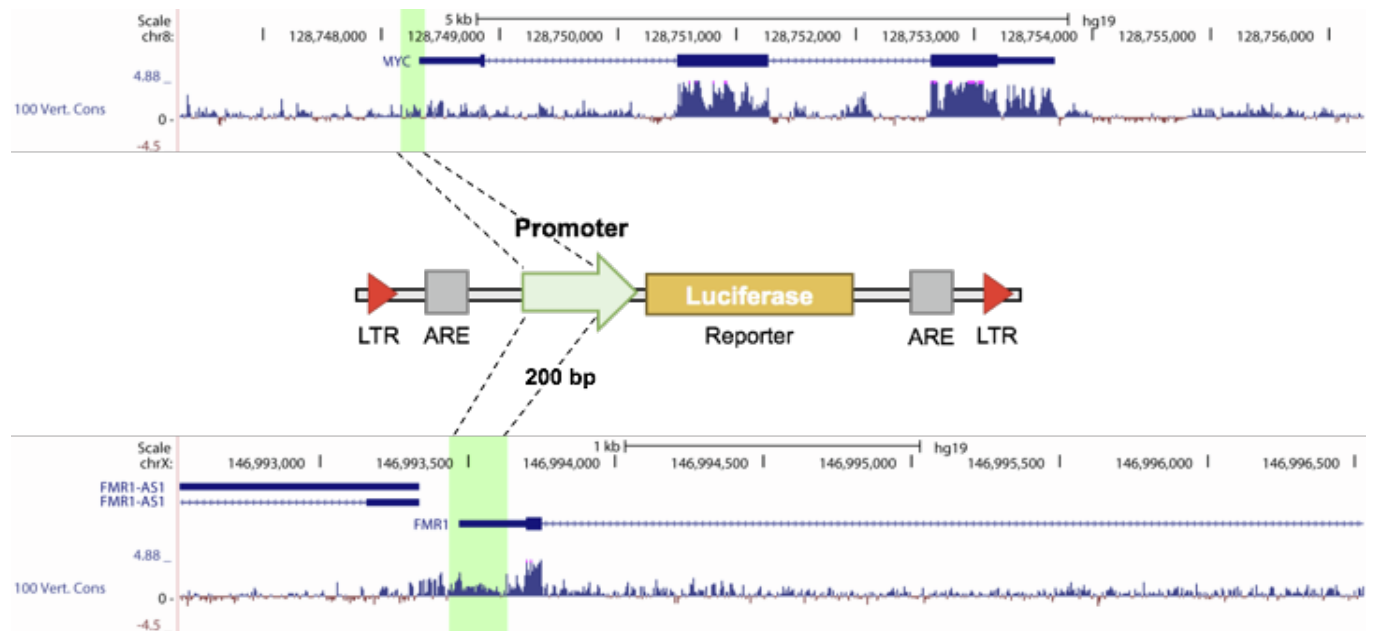 Scale 5 kb hg19
chr8: 128,748,000 128,749,000 128,750,000 128,751,000 128,752,000 128,753,000 128,754,000 128,755,000 128,756,000
MYC
4.88 _
100 Vert. Cons
0 -
-4.5
Promoter
Luciferase
LTR ARE Reporter ARE LTR
200 bp
Scale 1 kb hg19
chrX: 146,993,000 146,993,500 146,994,000 146,994,500 146,995,000 146,995,500 146,996,000 146,996,500
FMR1-AS1
FMR1-AS1
FMR1
4.88 _
100 Vert. Cons
0 -
-4.5